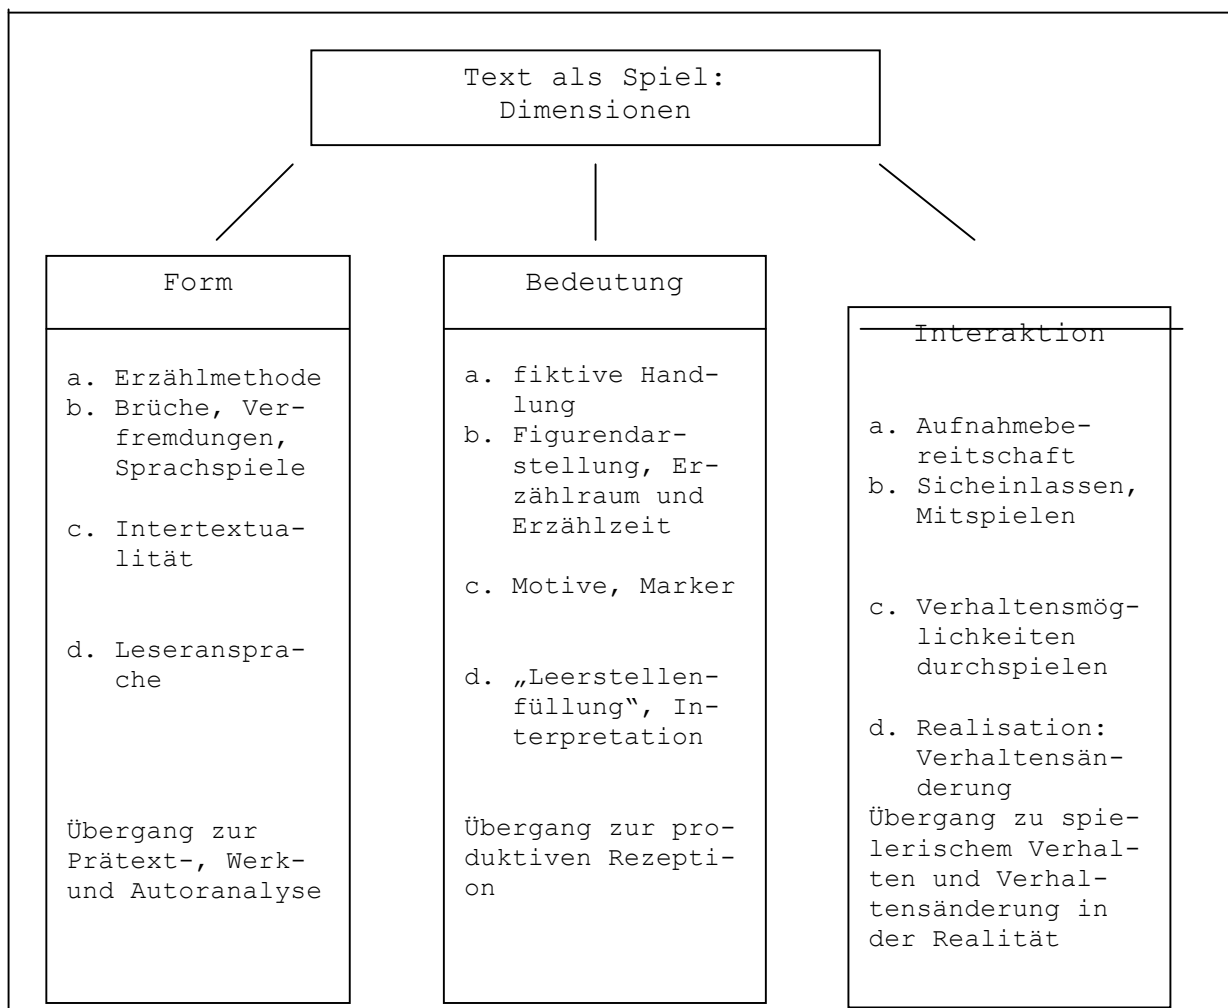 Text als Spiel:
Dimensionen
Form
a. Erzählmethode
b. Brüche, Ver-
fremdungen,
Sprachspiele
c. Intertextua-
lität
d. Leseranspra-
che
Übergang zur
Prätext-, Werk-
und Autoranalyse
Bedeutung
a. fiktive Hand-
lung
b. Figurendar-
stellung, Er-
zählraum und
Erzählzeit
c. Motive, Marker
d. „Leerstellen-
füllung“, In-
terpretation
Übergang zur pro-
duktiven Rezepti-
on
Interaktion
a. Aufnahmebe-
reitschaft
b. Sicheinlassen,
Mitspielen
c. Verhaltensmög-
lichkeiten
durchspielen
d. Realisation:
Verhaltensän-
derung
Übergang zu spie-
lerischem Verhal-
ten und Verhal-
tensänderung in
der Realität